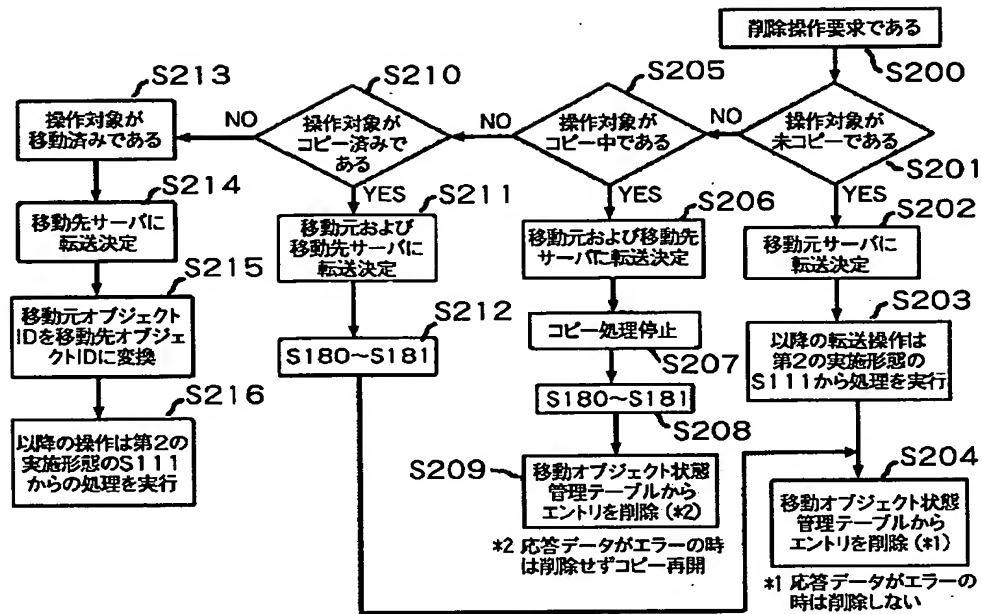 削除操作要求である
S200
操作対象が
未コピーである
S201
NO
YES
S202
移動元サーバに
転送決定
S203
以降の転送操作は
第2の実施形態の
S111から処理を実行
S204
移動オブジェクト状態
管理テーブルから
エントリを削除(*1)
*1 応答データがエラーの
時は削除しない
S205
操作対象が
コピー中である
NO
YES
S206
移動元および移動先
サーバに転送決定
コピー処理停止
S207
S180~S181
S208
S209
移動オブジェクト状態
管理テーブルから
エントリを削除(*2)
*2 応答データがエラーの時
は削除せずコピー再開
S210
操作対象が
コピー済みで
ある
NO
YES
S211
移動元および
移動先サーバに
転送決定
S212
S180~S181
S213
操作対象が
移動済みである
S214
移動先サーバに
転送決定
S215
移動元オブジェクト
IDを移動先オブジェ
クトIDに変換
S216
以降の操作は第2の
実施形態のS111
からの処理を実行